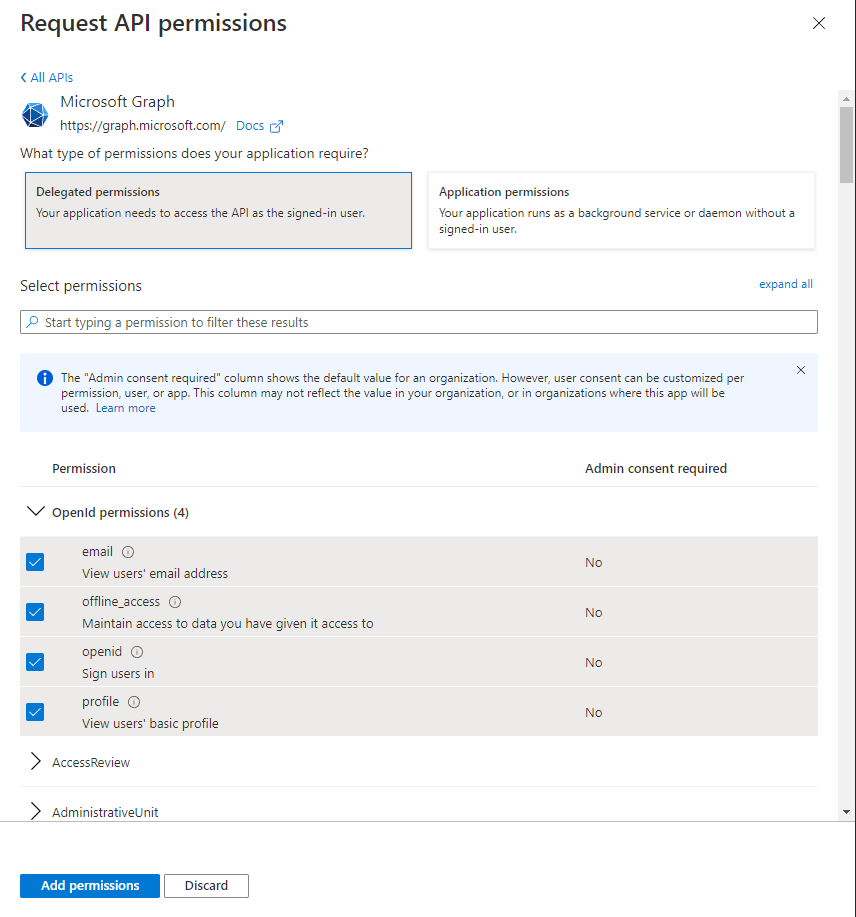 Request API permissions
All APIs
Microsoft Graph
https://graph.microsoft.com/ Docs
What type of permissions does your application require?
Delegated permissions
Your application needs to access the API as the signed-in user.
Application permissions
Your application runs as a background service or daemon without a
signed-in user.
Select permissions
expand all
Start typing a permission to filter these results
The "Admin consent required" column shows the default value for an organization. However, user consent can be customized per
permission, user, or app. This column may not reflect the value in your organization, or in organizations where this app will be
used. Learn more
Permission Admin consent required
OpenId permissions (4)
email
View users' email address
No
offline_access
Maintain access to data you have given it access to
No
openid
Sign users in
No
profile
View users' basic profile
No
AccessReview
AdministrativeUnit
Add permissions Discard